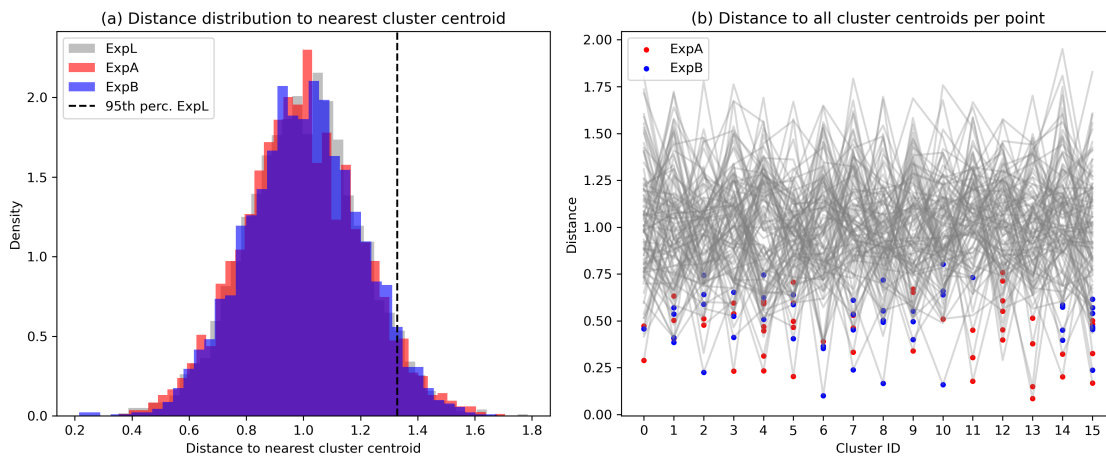 (a) Distance distribution to nearest cluster centroid
ExpL
ExpA
ExpB
95th perc. ExpL
Density
0.0
0.5
1.0
1.5
2.0
0.2 0.4 0.6 0.8 1.0 1.2 1.4 1.6 1.8
Distance to nearest cluster centroid
(b) Distance to all cluster centroids per point
ExpA
ExpB
Distance
2.00
1.75
1.50
1.25
1.00
0.75
0.50
0.25
0.00
0 1 2 3 4 5 6 7 8 9 10 11 12 13 14 15
Cluster ID